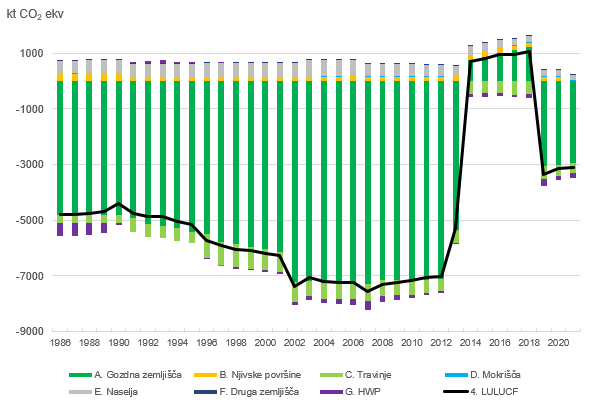 kt CO₂ ekv
1000
-1000
-3000
-5000
-7000
-9000
1986 1988 1990 1992 1994 1996 1998 2000 2002 2004 2006 2008 2010 2012 2014 2016 2018 2020
A. Gozdna zemljišča B. Njivske površine C. Travinje D. Mokrišča
E. Naselja F. Druga zemljišča G. HWP 4. LULUCF